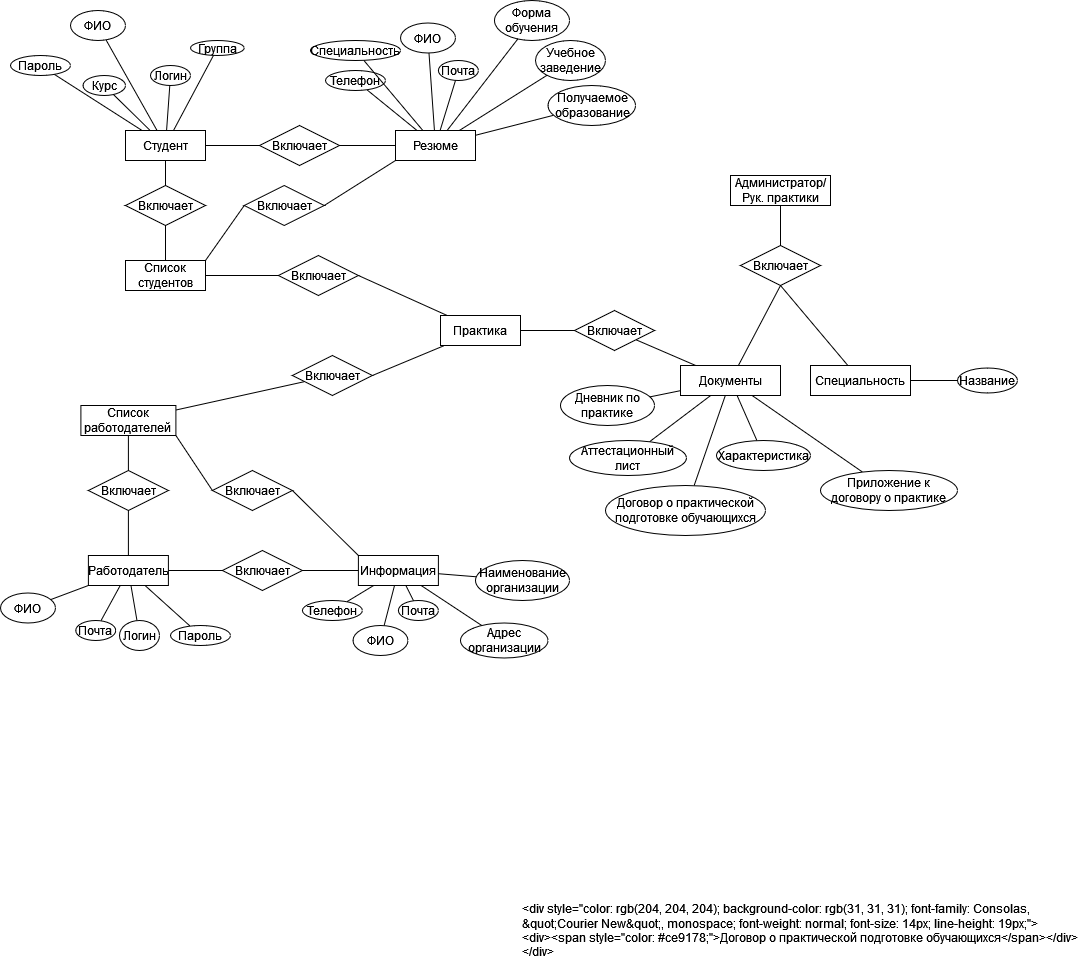 ФИО
Группа
Пароль
Курс
Логин
Форма
обучения
ФИО
Специальность
Учебное
заведение
Телефон
Почта
Получаемое
образование
Студент
Включает
Резюме
Включает
Включает
Администратор/
Рук. практики
Список
студентов
Включает
Включает
Практика
Включает
Включает
Документы
Специальность
Название
Дневник по
практике
Список
работодателей
Аттестационный
лист
Характеристика
Включает
Включает
Договор о практической
подготовке обучающихся
Приложение к
договору о практике
Работодатель
Включает
Информация
Наименование
организации
ФИО
Почта
Логин
Пароль
Телефон
ФИО
Почта
Адрес
организации
<div style="color: rgb(204, 204, 204); background-color: rgb(31, 31, 31); font-family: Consolas,
&quot;Courier New&quot;, monospace; font-weight: normal; font-size: 14px; line-height: 19px;">
<div><span style="color: #ce9178;">Договор о практической подготовке обучающихся</span></div>
</div>